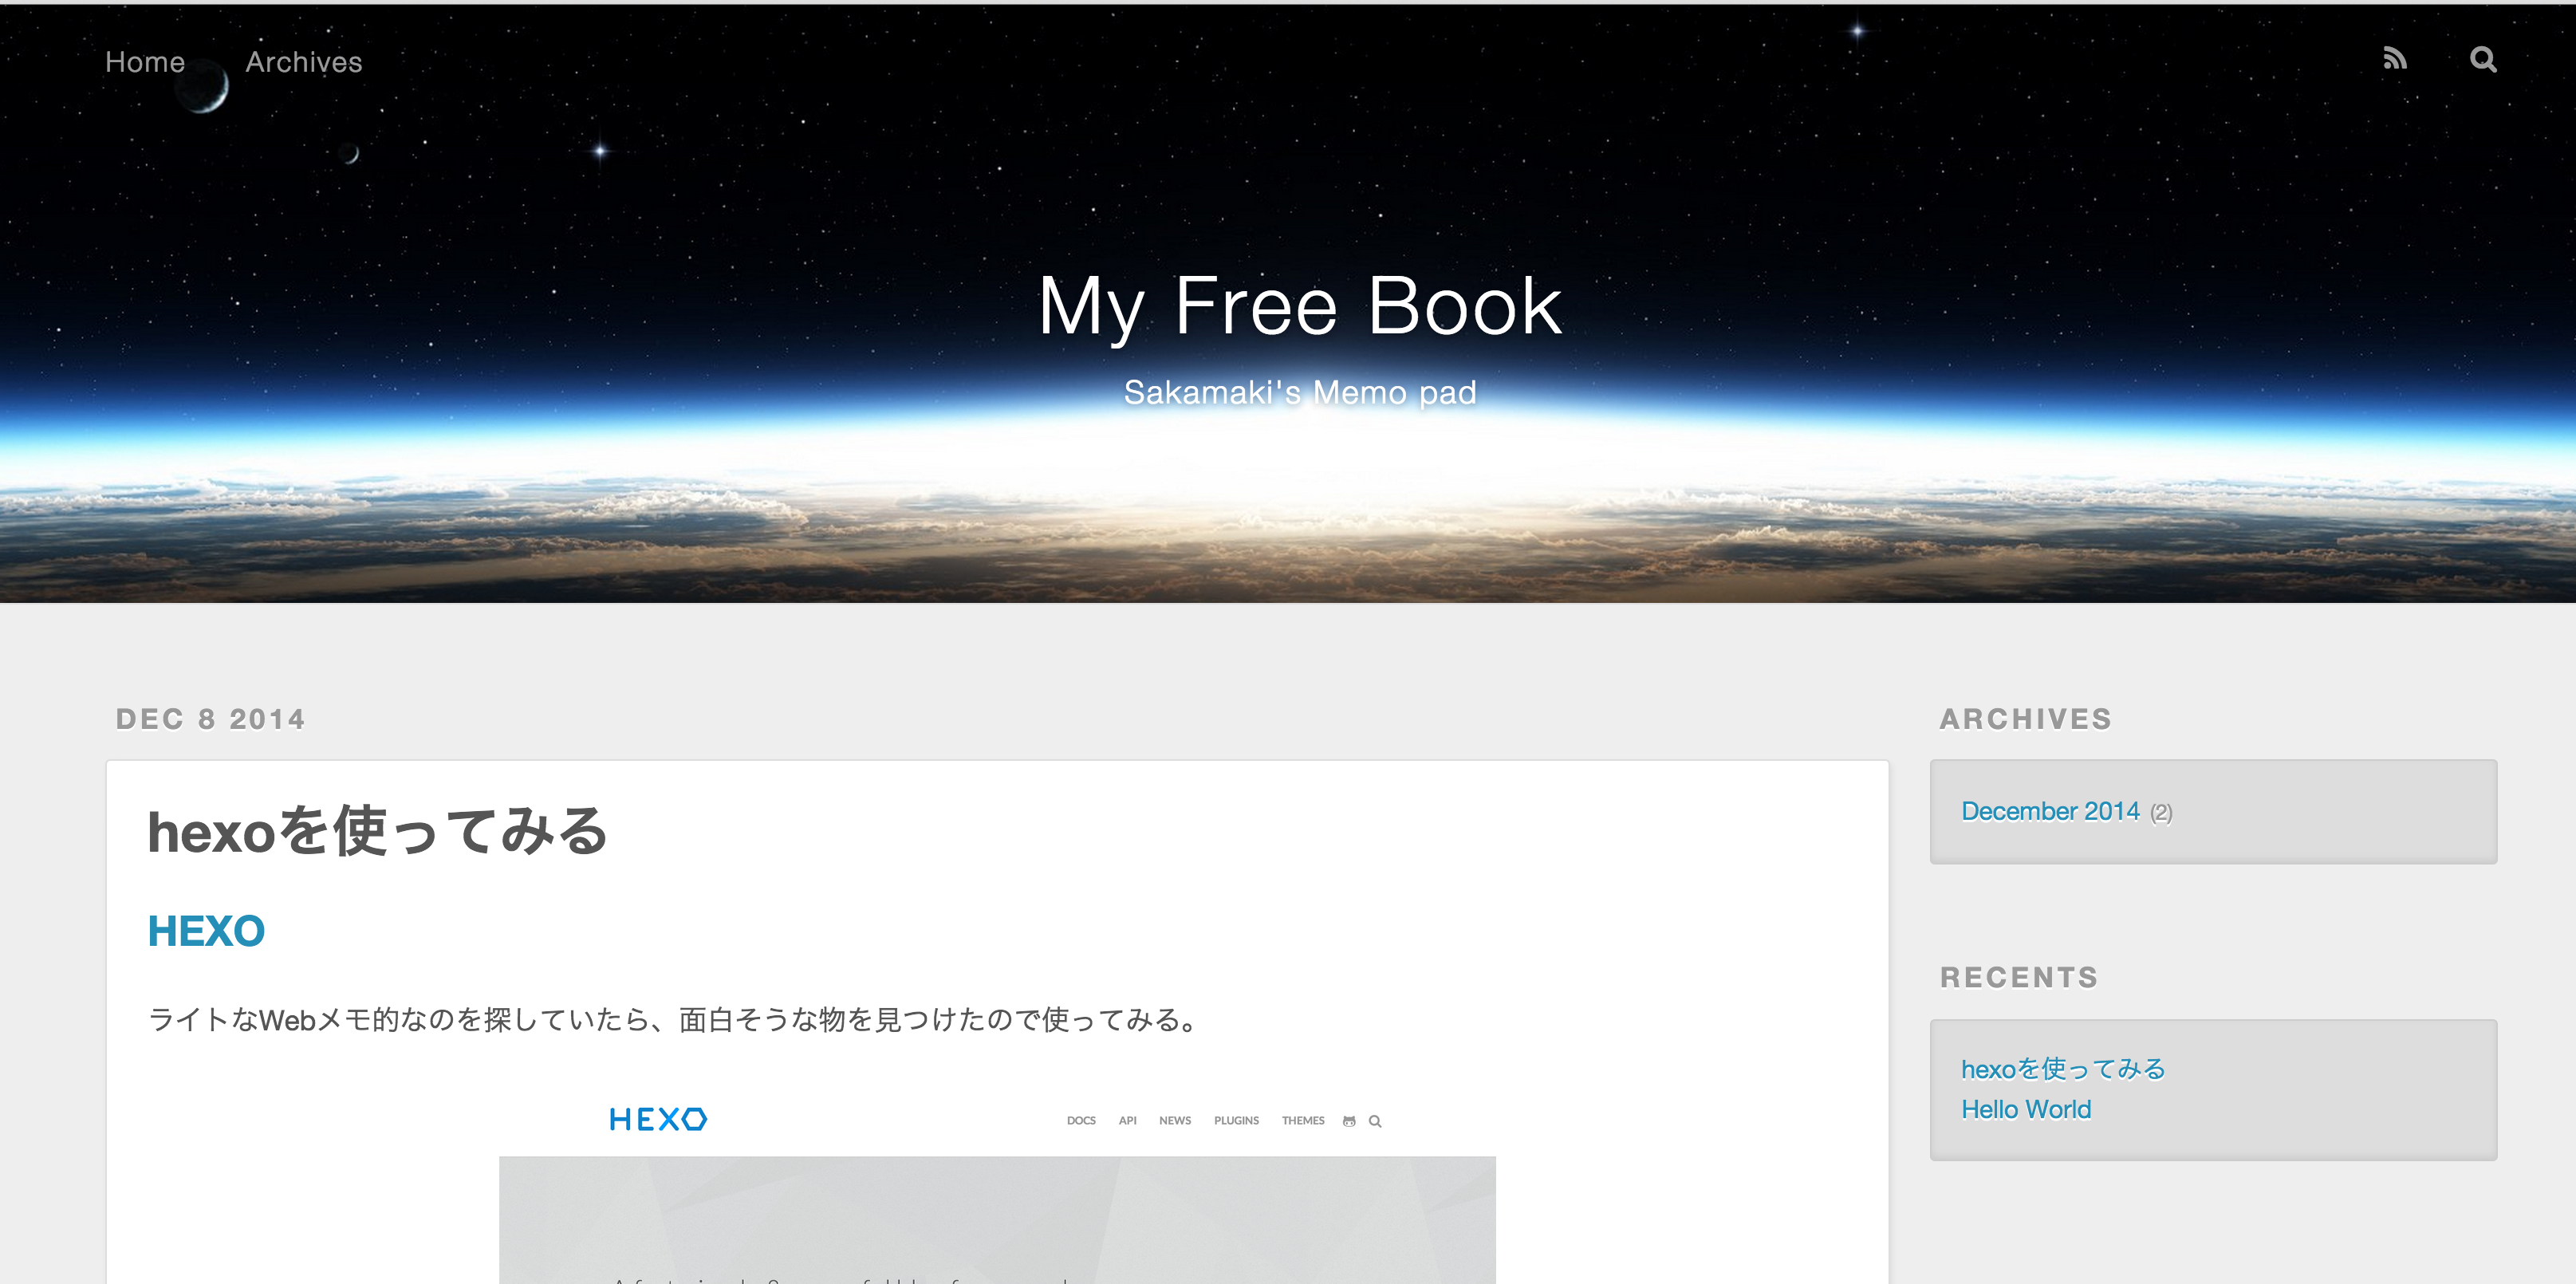 Home Archives
My Free Book
Sakamaki's Memo pad
DEC 8 2014
hexoを使ってみる
HEXO
ライトなWebメモ的なのを探していたら、面白そうな物を見つけたので使ってみる。
HEXO
DOCS API NEWS PLUGINS THEMES
ARCHIVES
December 2014 (2)
RECENTS
hexoを使ってみる
Hello World